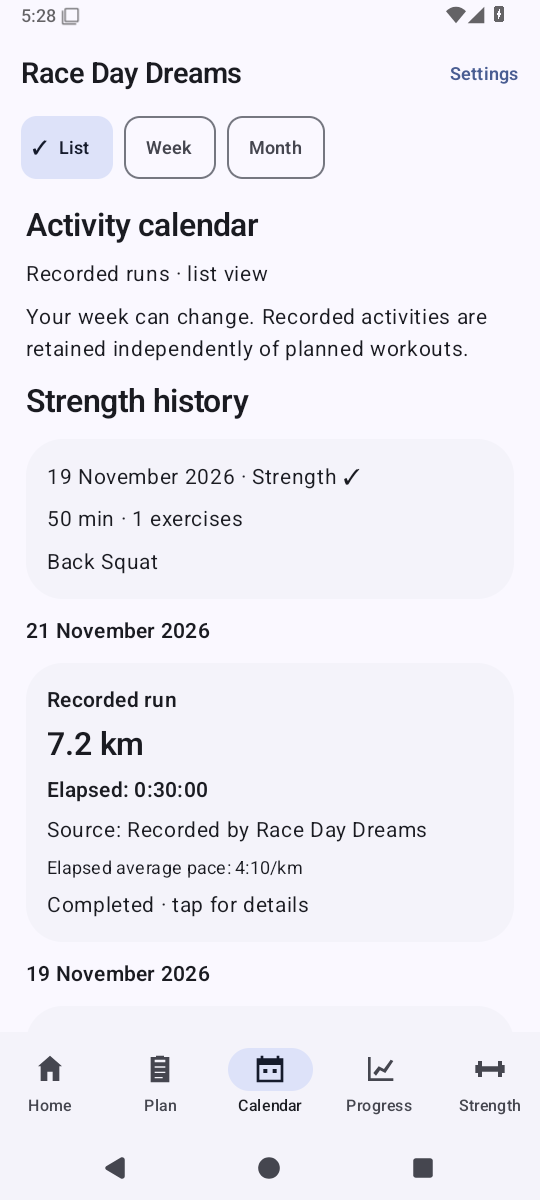 5:28
Race Day Dreams
Settings
✓ List
Week
Month
Activity calendar
Recorded runs · list view
Your week can change. Recorded activities are
retained independently of planned workouts.
Strength history
19 November 2026 · Strength ✓
50 min · 1 exercises
Back Squat
21 November 2026
Recorded run
7.2 km
Elapsed: 0:30:00
Source: Recorded by Race Day Dreams
Elapsed average pace: 4:10/km
Completed · tap for details
19 November 2026
Home
Plan
Calendar
Progress
Strength